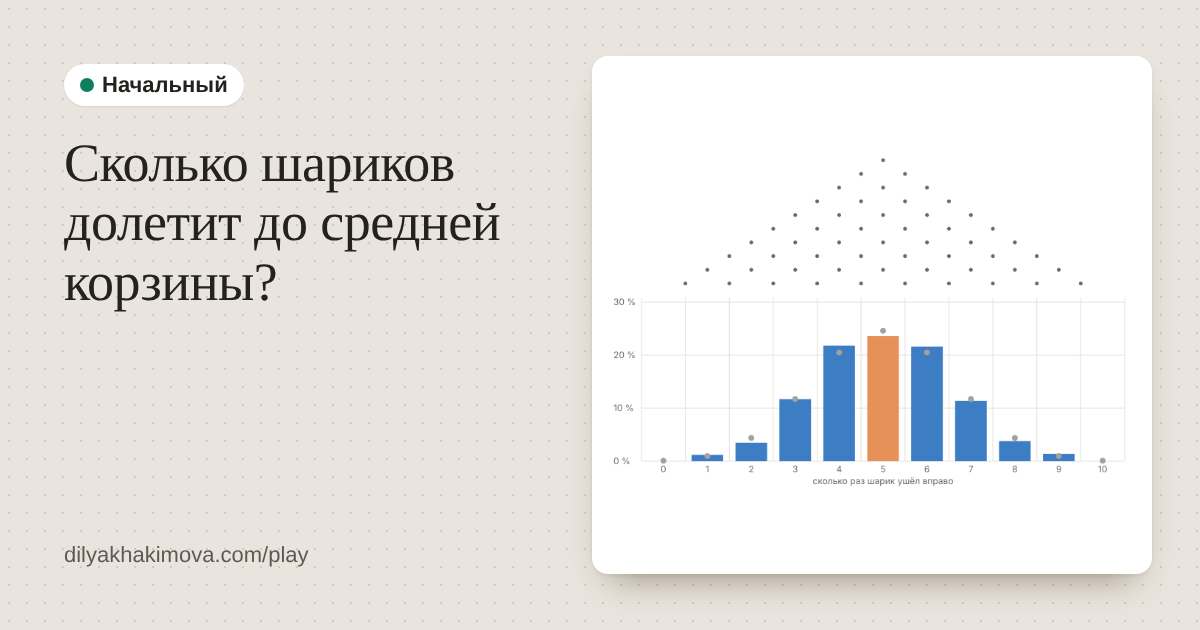 Начальный
Сколько шариков
долетит до средней
корзины?
dilyakhakimova.com/play
30 %
20 %
10 %
0 %
0 1 2 3 4 5 6 7 8 9 10
сколько раз шарик ушёл вправо